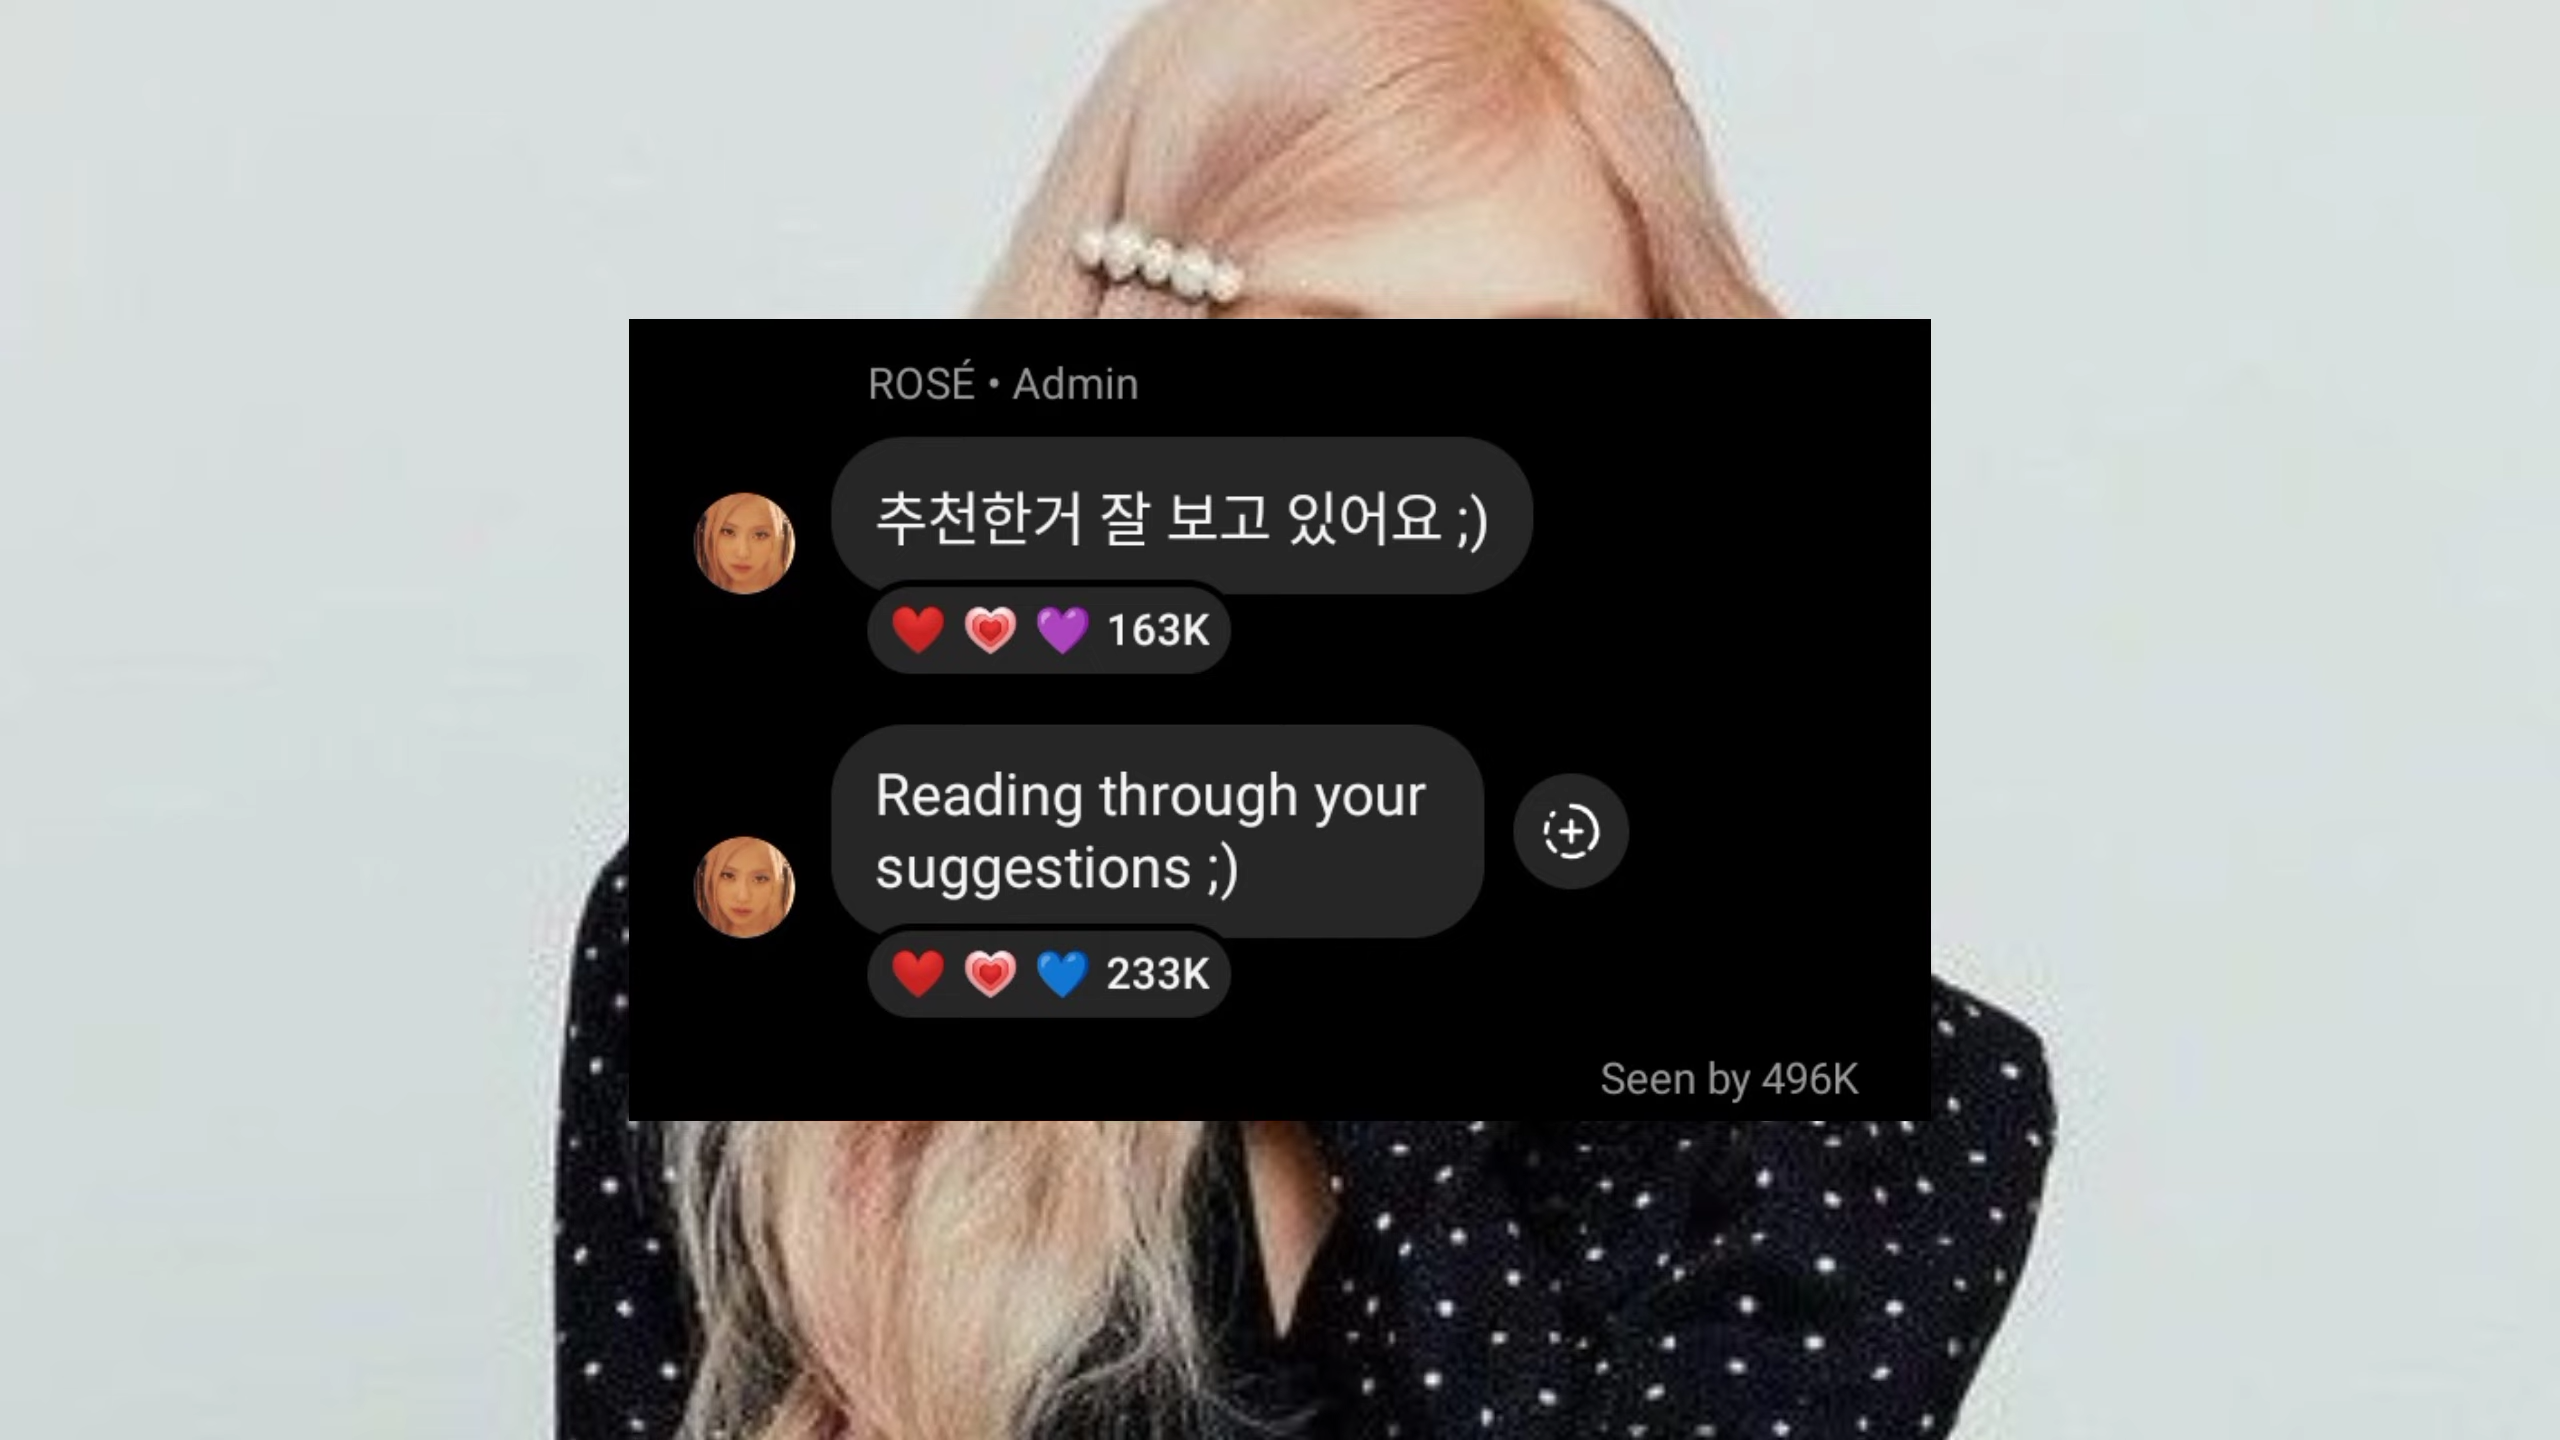 ROSÉ • Admin
추천한거 잘 보고 있어요 ;)
❤️ 💗 💜 163K
Reading through your
suggestions ;)
❤️ 💗 💙 233K
Seen by 496K